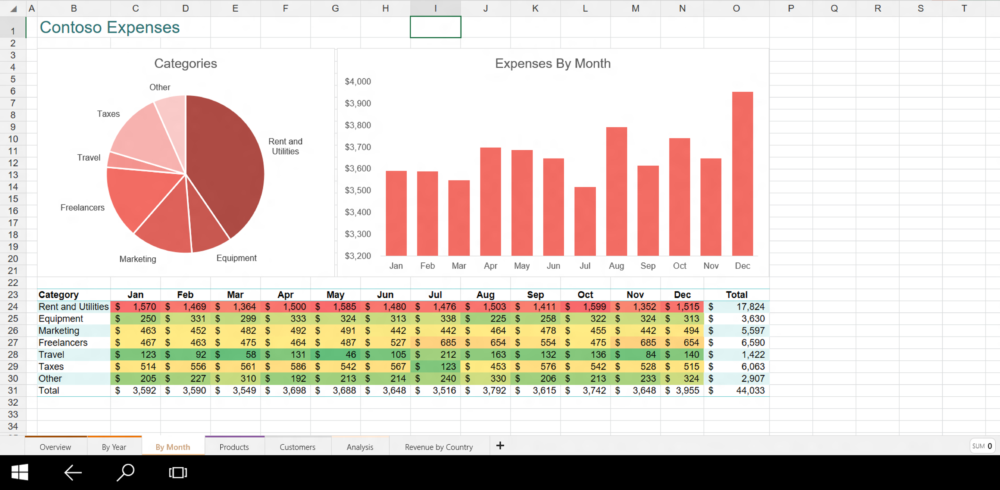 A B C D E F G H I J K L M N O P Q R S T
1 Contoso Expenses
2
3
4
5
6
7
8
9
10
11
12
13
14
15
16
17
18
19
20
21
22
23
24
25
26
27
28
29
30
31
32
33
34
Categories
Other
Taxes
Travel
Freelancers
Marketing
Equipment
Rent and
Utilities
Expenses By Month
$4,000
$3,900
$3,800
$3,700
$3,600
$3,500
$3,400
$3,300
$3,200
Jan Feb Mar Apr May Jun Jul Aug Sep Oct Nov Dec
Category Jan Feb Mar Apr May Jun Jul Aug Sep Oct Nov Dec Total
Rent and Utilities $ 1,570 $ 1,469 $ 1,364 $ 1,500 $ 1,585 $ 1,480 $ 1,476 $ 1,503 $ 1,411 $ 1,599 $ 1,352 $ 1,515 $ 17,824
Equipment $ 250 $ 331 $ 299 $ 333 $ 324 $ 313 $ 338 $ 225 $ 258 $ 322 $ 324 $ 313 $ 3,630
Marketing $ 463 $ 452 $ 482 $ 492 $ 491 $ 442 $ 442 $ 464 $ 478 $ 455 $ 442 $ 494 $ 5,597
Freelancers $ 467 $ 463 $ 475 $ 464 $ 487 $ 527 $ 685 $ 654 $ 554 $ 475 $ 685 $ 654 $ 6,590
Travel $ 123 $ 92 $ 58 $ 131 $ 46 $ 105 $ 212 $ 163 $ 132 $ 136 $ 84 $ 140 $ 1,422
Taxes $ 514 $ 556 $ 561 $ 586 $ 542 $ 567 $ 123 $ 453 $ 576 $ 542 $ 528 $ 515 $ 6,063
Other $ 205 $ 227 $ 310 $ 192 $ 213 $ 214 $ 240 $ 330 $ 206 $ 213 $ 233 $ 324 $ 2,907
Total $ 3,592 $ 3,590 $ 3,549 $ 3,698 $ 3,688 $ 3,648 $ 3,516 $ 3,792 $ 3,615 $ 3,742 $ 3,648 $ 3,955 $ 44,033
Overview By Year By Month Products Customers Analysis Revenue by Country + SUM 0